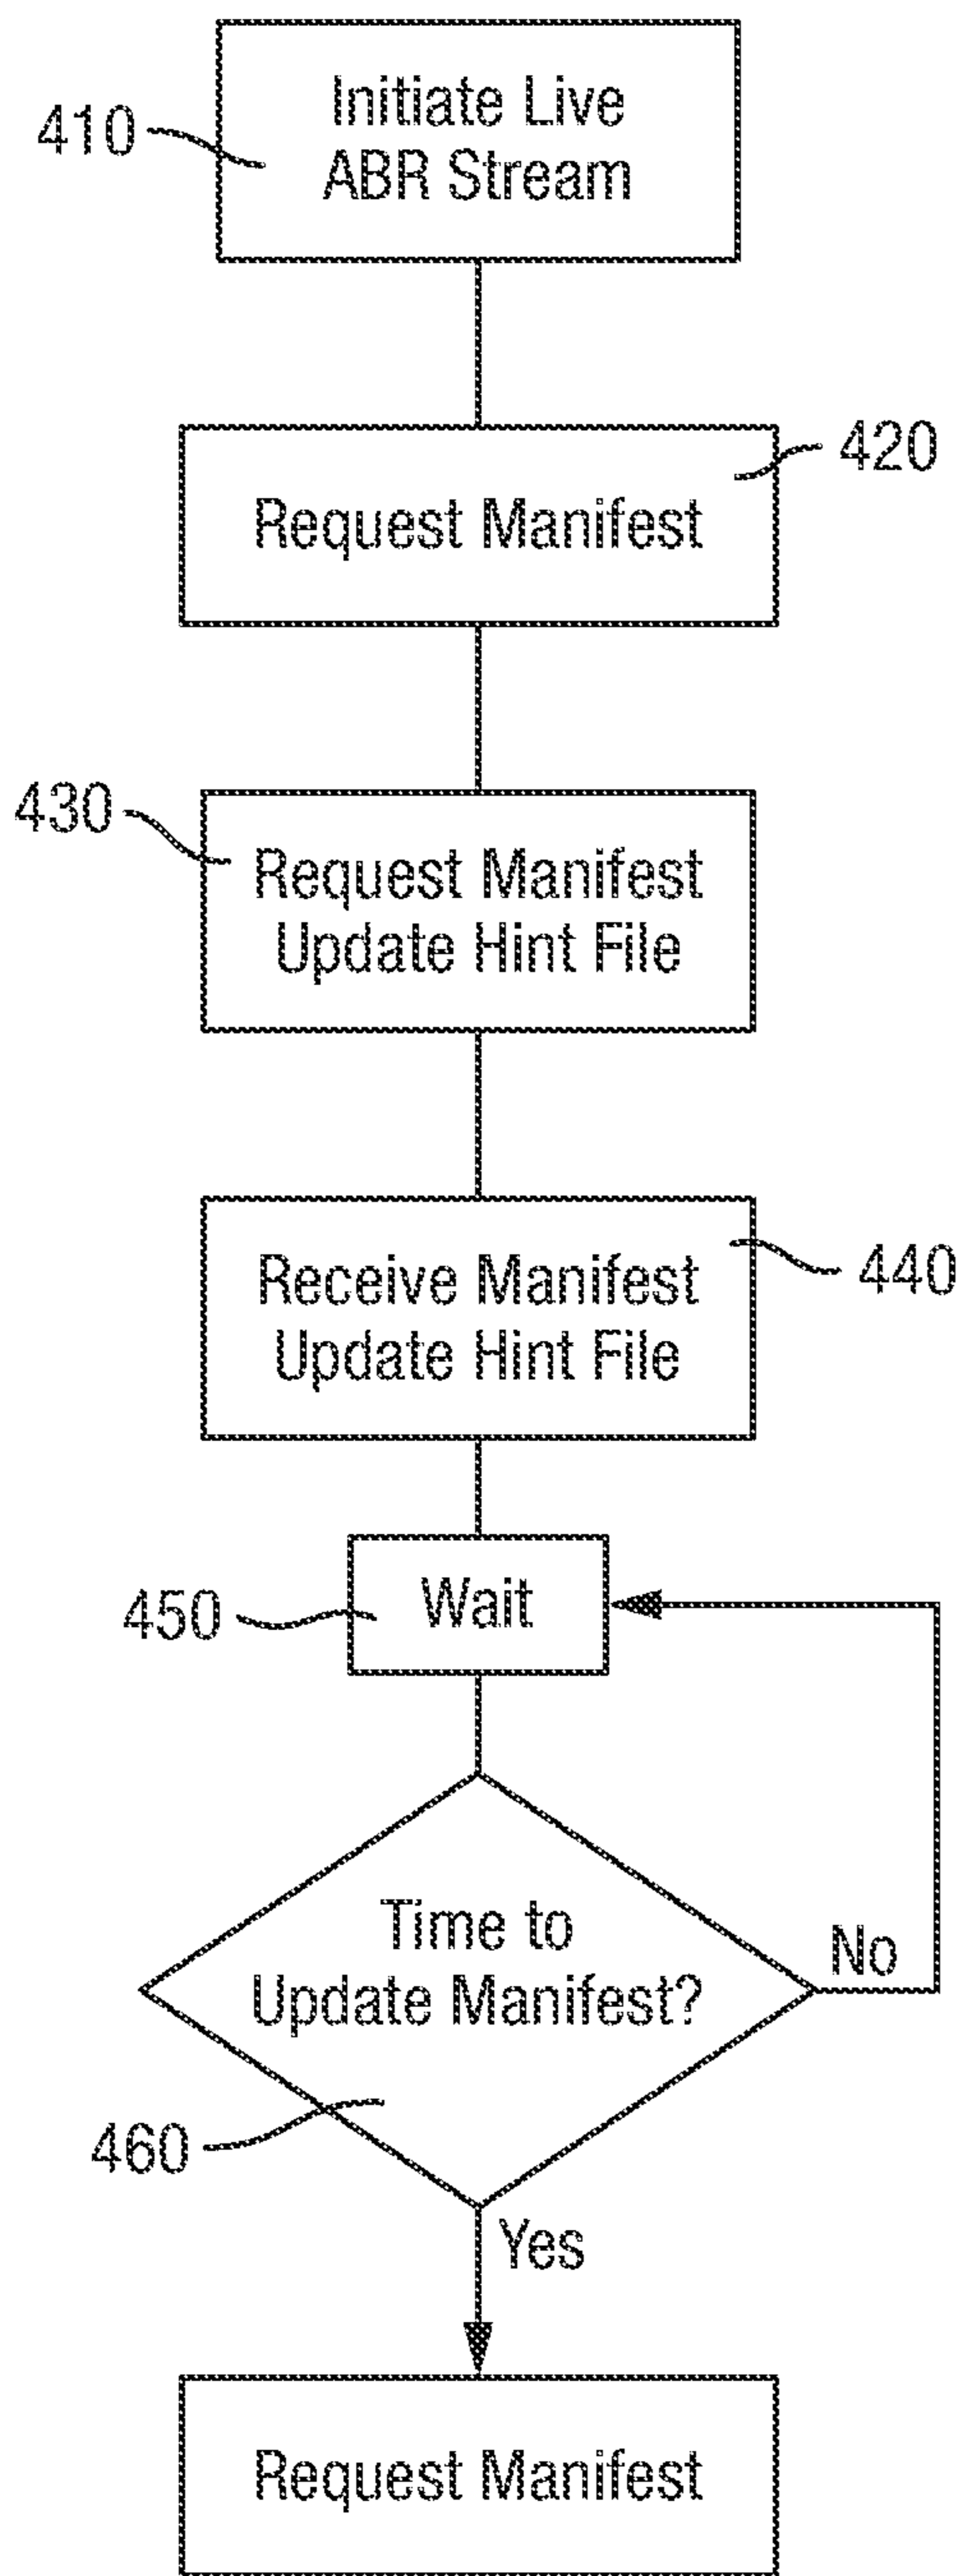 410
Initiate Live
ABR Stream
420
Request Manifest
430
Request Manifest
Update Hint File
Receive Manifest
Update Hint File
440
450
Wait
Time to
Update Manifest?
No
460
Yes
Request Manifest